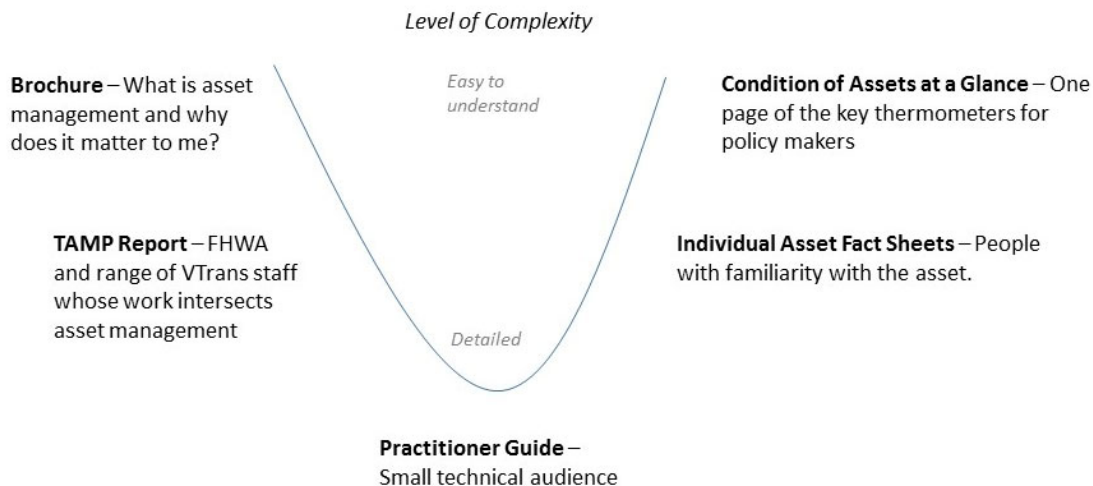 Level of Complexity
Easy to
understand
Brochure – What is asset
management and why
does it matter to me?
Condition of Assets at a Glance – One
page of the key thermometers for
policy makers
TAMP Report – FHWA
and range of VTrans staff
whose work intersects
asset management
Individual Asset Fact Sheets – People
with familiarity with the asset.
Detailed
Practitioner Guide –
Small technical audience